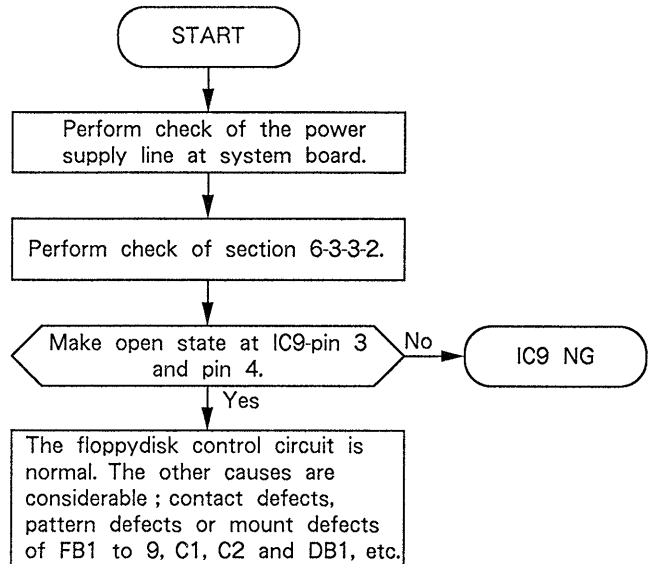 START
Perform check of the power
supply line at system board.
Perform check of section 6-3-3-2.
Make open state at IC9-pin 3
and pin 4.
No
IC9 NG
Yes
The floppydisk control circuit is
normal. The other causes are
considerable ; contact defects,
pattern defects or mount defects
of FB1 to 9, C1, C2 and DB1, etc.